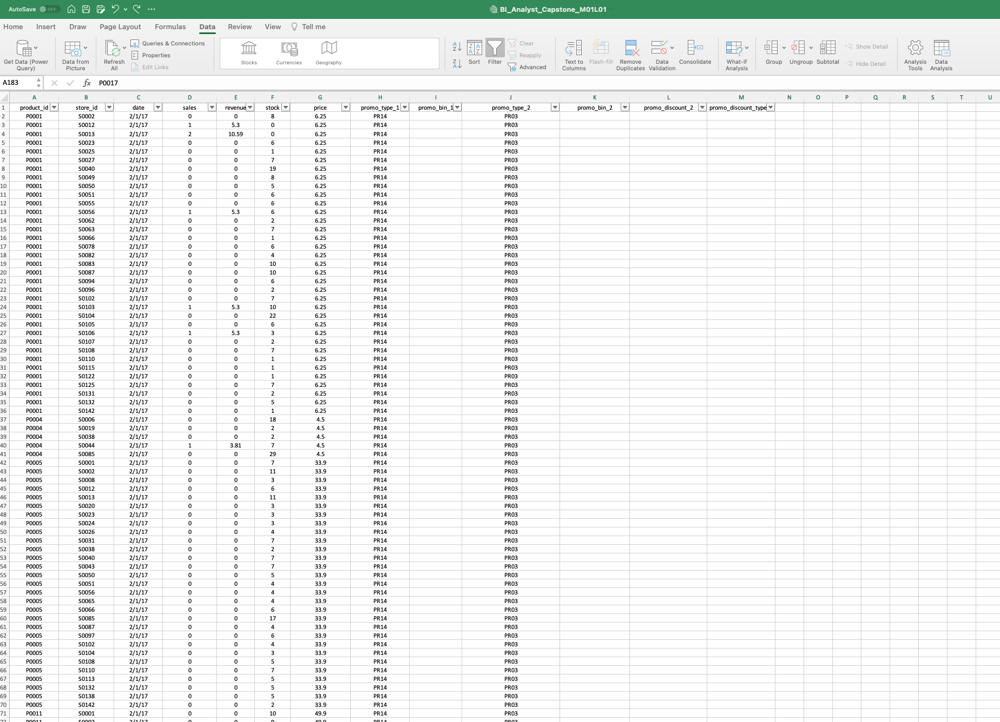 AutoSave OFF BI_Analyst_Capstone_M01L01
Home Insert Draw Page Layout Formulas Data Review View Tell me
Get Data (Power Query)
Data from Picture
Refresh All
Queries & Connections
Properties
Edit Links
Stocks
Currencies
Geography
Sort
Filter
Clear
Reapply
Advanced
Text to Columns
Flash-fill
Remove Duplicates
Data Validation
Consolidate
What-if Analysis
Group
Ungroup
Subtotal
Show Detail
Hide Detail
Analysis Tools
Data Analysis
A183 fx P0017
A B C D E F G H I J K L M N O P Q R S T U
1 product_id store_id date sales revenue stock price promo_type_1 promo_bin_1 promo_type_2 promo_bin_2 promo_discount_2 promo_discount_type
2 P0001 S0002 2/1/17 0 0 8 6.25 PR14 PR03
3 P0001 S0012 2/1/17 1 5.3 0 6.25 PR14 PR03
4 P0001 S0013 2/1/17 2 10.59 0 6.25 PR14 PR03
5 P0001 S0023 2/1/17 0 0 6 6.25 PR14 PR03
6 P0001 S0025 2/1/17 0 0 1 6.25 PR14 PR03
7 P0001 S0027 2/1/17 0 0 7 6.25 PR14 PR03
8 P0001 S0040 2/1/17 0 0 19 6.25 PR14 PR03
9 P0001 S0049 2/1/17 0 0 8 6.25 PR14 PR03
10 P0001 S0050 2/1/17 0 0 5 6.25 PR14 PR03
11 P0001 S0051 2/1/17 0 0 6 6.25 PR14 PR03
12 P0001 S0055 2/1/17 0 0 6 6.25 PR14 PR03
13 P0001 S0056 2/1/17 1 5.3 6 6.25 PR14 PR03
14 P0001 S0062 2/1/17 0 0 2 6.25 PR14 PR03
15 P0001 S0063 2/1/17 0 0 7 6.25 PR14 PR03
16 P0001 S0066 2/1/17 0 0 1 6.25 PR14 PR03
17 P0001 S0078 2/1/17 0 0 6 6.25 PR14 PR03
18 P0001 S0082 2/1/17 0 0 4 6.25 PR14 PR03
19 P0001 S0083 2/1/17 0 0 10 6.25 PR14 PR03
20 P0001 S0087 2/1/17 0 0 10 6.25 PR14 PR03
21 P0001 S0094 2/1/17 0 0 6 6.25 PR14 PR03
22 P0001 S0096 2/1/17 0 0 2 6.25 PR14 PR03
23 P0001 S0102 2/1/17 0 0 7 6.25 PR14 PR03
24 P0001 S0103 2/1/17 1 5.3 10 6.25 PR14 PR03
25 P0001 S0104 2/1/17 0 0 22 6.25 PR14 PR03
26 P0001 S0105 2/1/17 0 0 6 6.25 PR14 PR03
27 P0001 S0106 2/1/17 1 5.3 3 6.25 PR14 PR03
28 P0001 S0107 2/1/17 0 0 2 6.25 PR14 PR03
29 P0001 S0108 2/1/17 0 0 7 6.25 PR14 PR03
30 P0001 S0110 2/1/17 0 0 1 6.25 PR14 PR03
31 P0001 S0115 2/1/17 0 0 1 6.25 PR14 PR03
32 P0001 S0122 2/1/17 0 0 1 6.25 PR14 PR03
33 P0001 S0125 2/1/17 0 0 7 6.25 PR14 PR03
34 P0001 S0131 2/1/17 0 0 2 6.25 PR14 PR03
35 P0001 S0132 2/1/17 0 0 5 6.25 PR14 PR03
36 P0001 S0142 2/1/17 0 0 1 6.25 PR14 PR03
37 P0004 S0006 2/1/17 0 0 18 4.5 PR14 PR03
38 P0004 S0019 2/1/17 0 0 2 4.5 PR14 PR03
39 P0004 S0038 2/1/17 0 0 2 4.5 PR14 PR03
40 P0004 S0044 2/1/17 1 3.81 7 4.5 PR14 PR03
41 P0004 S0085 2/1/17 0 0 29 4.5 PR14 PR03
42 P0005 S0001 2/1/17 0 0 7 33.9 PR14 PR03
43 P0005 S0002 2/1/17 0 0 11 33.9 PR14 PR03
44 P0005 S0008 2/1/17 0 0 3 33.9 PR14 PR03
45 P0005 S0012 2/1/17 0 0 6 33.9 PR14 PR03
46 P0005 S0013 2/1/17 0 0 11 33.9 PR14 PR03
47 P0005 S0020 2/1/17 0 0 3 33.9 PR14 PR03
48 P0005 S0023 2/1/17 0 0 3 33.9 PR14 PR03
49 P0005 S0024 2/1/17 0 0 3 33.9 PR14 PR03
50 P0005 S0026 2/1/17 0 0 4 33.9 PR14 PR03
51 P0005 S0031 2/1/17 0 0 7 33.9 PR14 PR03
52 P0005 S0038 2/1/17 0 0 2 33.9 PR14 PR03
53 P0005 S0040 2/1/17 0 0 7 33.9 PR14 PR03
54 P0005 S0043 2/1/17 0 0 7 33.9 PR14 PR03
55 P0005 S0050 2/1/17 0 0 5 33.9 PR14 PR03
56 P0005 S0051 2/1/17 0 0 4 33.9 PR14 PR03
57 P0005 S0056 2/1/17 0 0 4 33.9 PR14 PR03
58 P0005 S0065 2/1/17 0 0 4 33.9 PR14 PR03
59 P0005 S0066 2/1/17 0 0 6 33.9 PR14 PR03
60 P0005 S0085 2/1/17 0 0 17 33.9 PR14 PR03
61 P0005 S0087 2/1/17 0 0 4 33.9 PR14 PR03
62 P0005 S0097 2/1/17 0 0 6 33.9 PR14 PR03
63 P0005 S0102 2/1/17 0 0 4 33.9 PR14 PR03
64 P0005 S0104 2/1/17 0 0 3 33.9 PR14 PR03
65 P0005 S0108 2/1/17 0 0 5 33.9 PR14 PR03
66 P0005 S0110 2/1/17 0 0 7 33.9 PR14 PR03
67 P0005 S0113 2/1/17 0 0 5 33.9 PR14 PR03
68 P0005 S0132 2/1/17 0 0 5 33.9 PR14 PR03
69 P0005 S0138 2/1/17 0 0 5 33.9 PR14 PR03
70 P0005 S0142 2/1/17 0 0 2 33.9 PR14 PR03
71 P0011 S0001 2/1/17 0 0 10 49.9 PR14 PR03